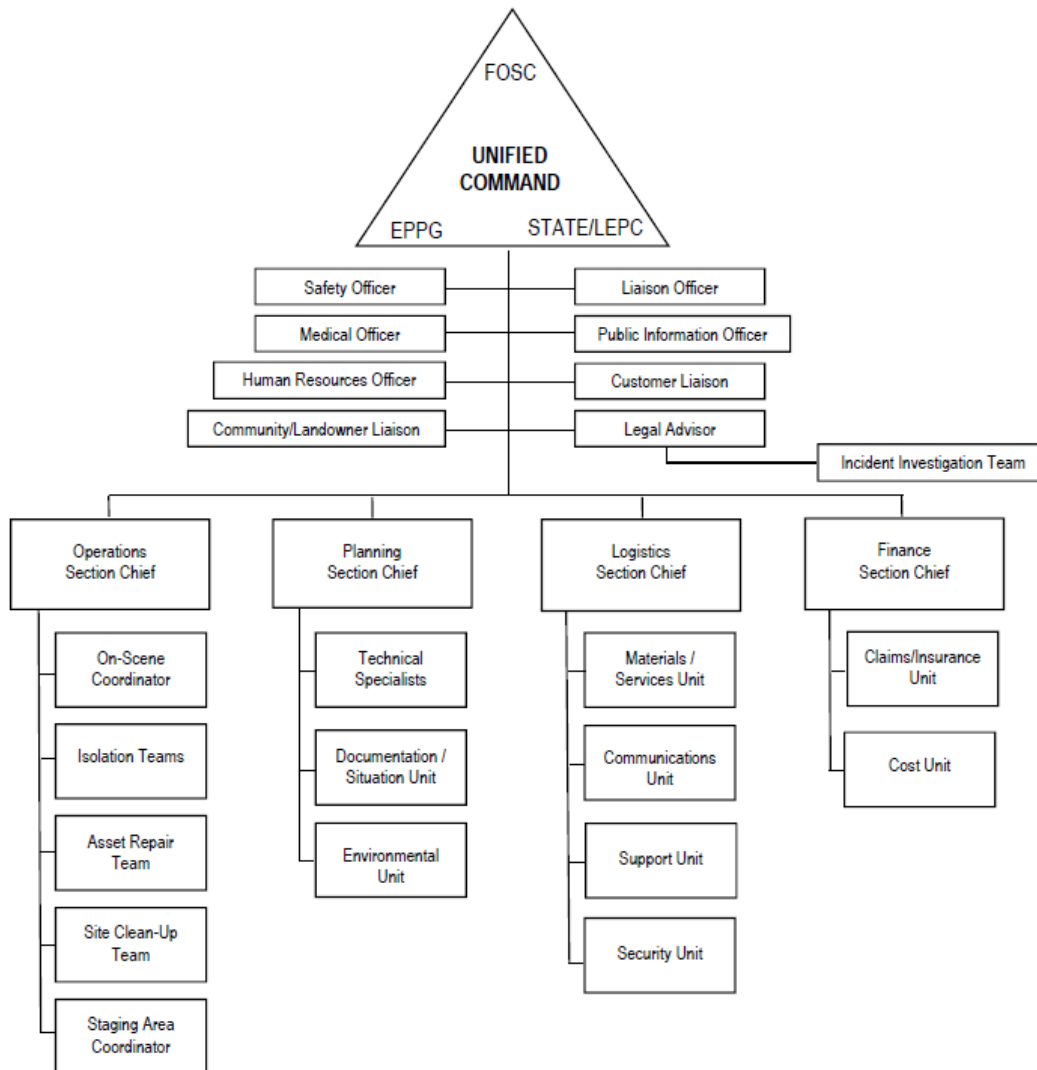 FOSC
UNIFIED
COMMAND
EPPG
STATE/LEPC
Safety Officer
Liaison Officer
Medical Officer
Public Information Officer
Human Resources Officer
Customer Liaison
Community/Landowner Liaison
Legal Advisor
Incident Investigation Team
Operations
Section Chief
Planning
Section Chief
Logistics
Section Chief
Finance
Section Chief
On-Scene
Coordinator
Technical
Specialists
Materials /
Services Unit
Claims/Insurance
Unit
Isolation Teams
Documentation /
Situation Unit
Communications
Unit
Cost Unit
Asset Repair
Team
Environmental
Unit
Support Unit
Site Clean-Up
Team
Security Unit
Staging Area
Coordinator